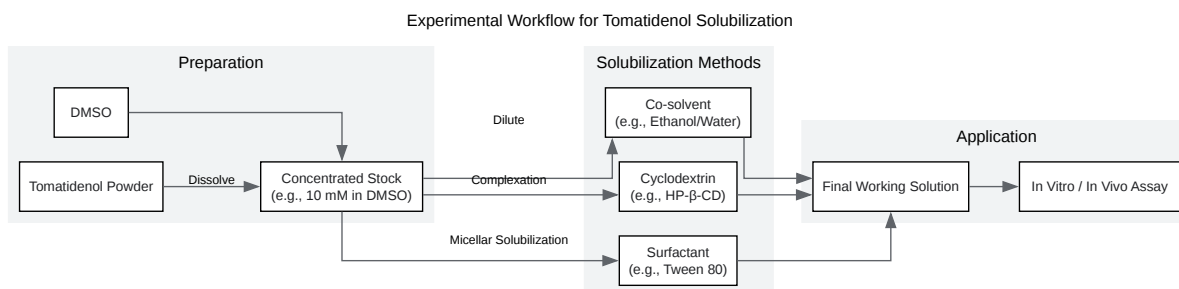 Experimental Workflow for Tomatidenol Solubilization
Preparation
DMSO
Tomatidenol Powder
Dissolve
Concentrated Stock
(e.g., 10 mM in DMSO)
Dilute
Complexation
Micellar Solubilization
Solubilization Methods
Co-solvent
(e.g., Ethanol/Water)
Cyclodextrin
(e.g., HP-β-CD)
Surfactant
(e.g., Tween 80)
Application
Final Working Solution
In Vitro / In Vivo Assay